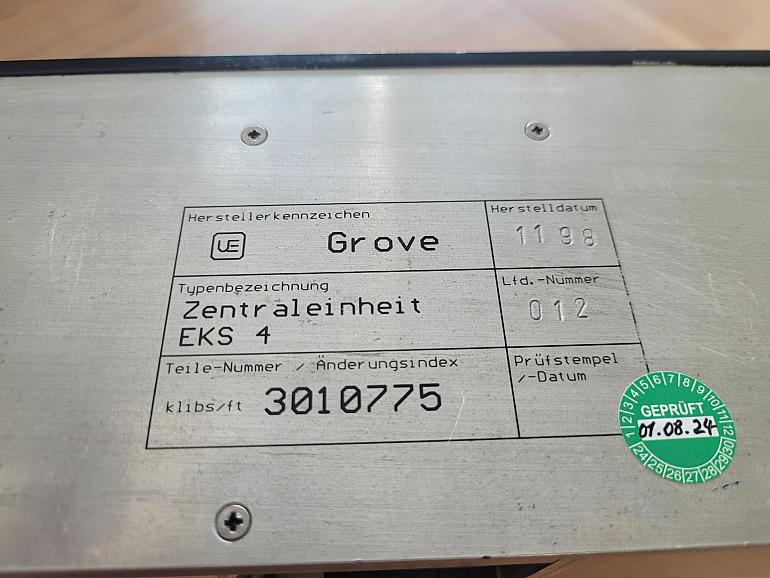 Herstellerkennzeichen
UE Grove
Herstelldatum
1198
Typenbezeichnung
Zentraleinheit
EKS 4
Lfd.-Nummer
012
Teile-Nummer / Änderungsindex
klibs/ft 3010775
Prüfstempel
/-Datum
1 2 3 4 5 6 7 8 9 10 11 12
GEPRÜFT
01.08.24
24 25 26 27 28 29 30